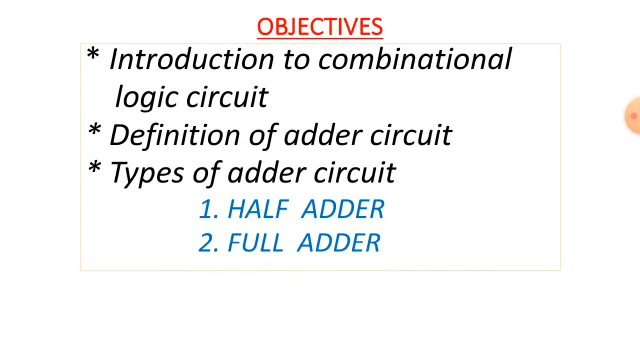 OBJECTIVES
* Introduction to combinational
logic circuit
* Definition of adder circuit
* Types of adder circuit
1. HALF ADDER
2. FULL ADDER